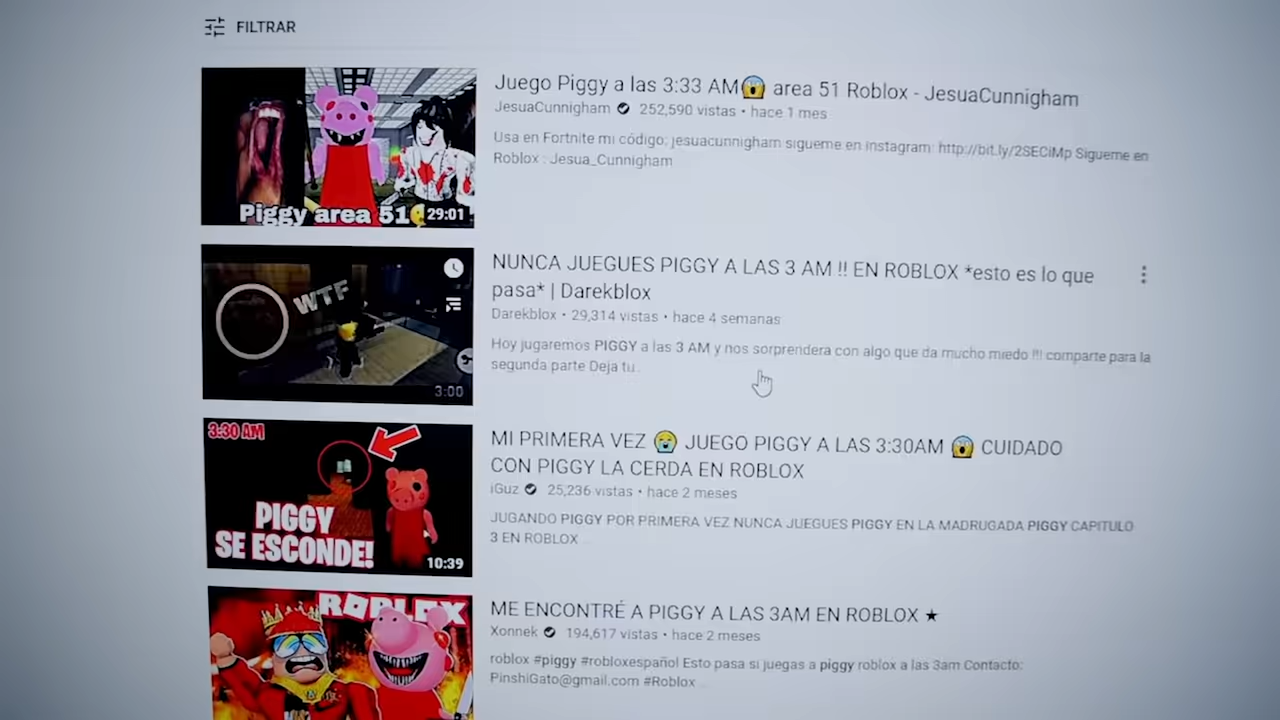 FILTRAR
Piggy area 51
29:01
Juego Piggy a las 3:33 AM😱 area 51 Roblox - JesuaCunnigham
JesuaCunnigham 252,590 vistas • hace 1 mes
Usa en Fortnite mi código: jesuacunnigham sigueme en instagram: http://bit.ly/2SECiMp Sigueme en
Roblox : Jesua_Cunnigham
WTF
3:00
NUNCA JUEGUES PIGGY A LAS 3 AM !! EN ROBLOX *esto es lo que
pasa* | Darekblox
Darekblox • 29,314 vistas • hace 4 semanas
Hoy jugaremos PIGGY a las 3 AM y nos sorprendera con algo que da mucho miedo !!! comparte para la
segunda parte Deja tu..
3:30 AM
PIGGY
SE ESCONDE!
10:39
MI PRIMERA VEZ 😭 JUEGO PIGGY A LAS 3:30AM 😱 CUIDADO
CON PIGGY LA CERDA EN ROBLOX
iGuz 25,236 vistas • hace 2 meses
JUGANDO PIGGY POR PRIMERA VEZ NUNCA JUEGUES PIGGY EN LA MADRUGADA PIGGY CAPITULO
3 EN ROBLOX ...
ROBLOX
ME ENCONTRÉ A PIGGY A LAS 3AM EN ROBLOX ★
Xonnek 194,617 vistas • hace 2 meses
roblox #piggy #robloxespañol Esto pasa si juegas a piggy roblox a las 3am Contacto:
PinshiGato@gmail.com #Roblox ...